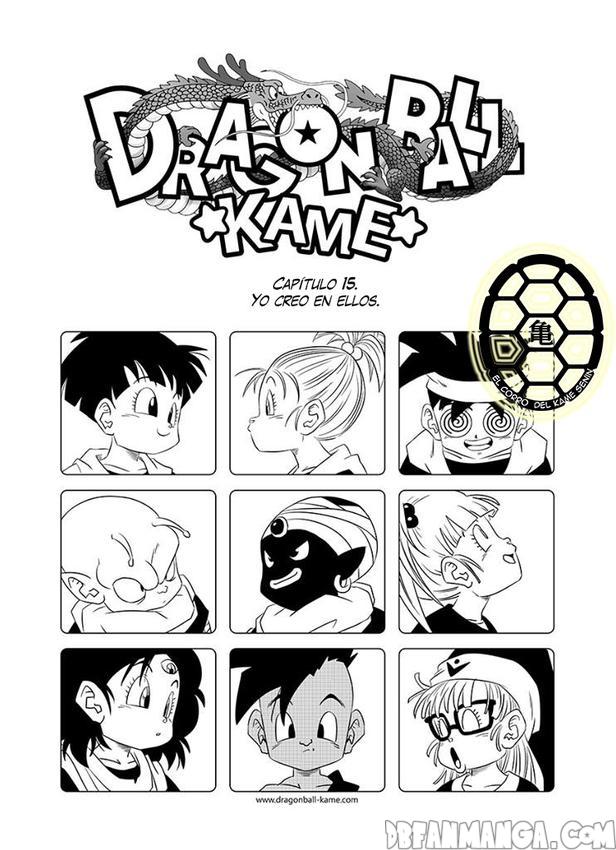 DRAGON BALL
KAME
CAPÍTULO 15.
YO CREO EN ELLOS.
亀
EL CORRO DEL KAME SENIN
www.dragonball-kame.com
DBFANMANGA.COM